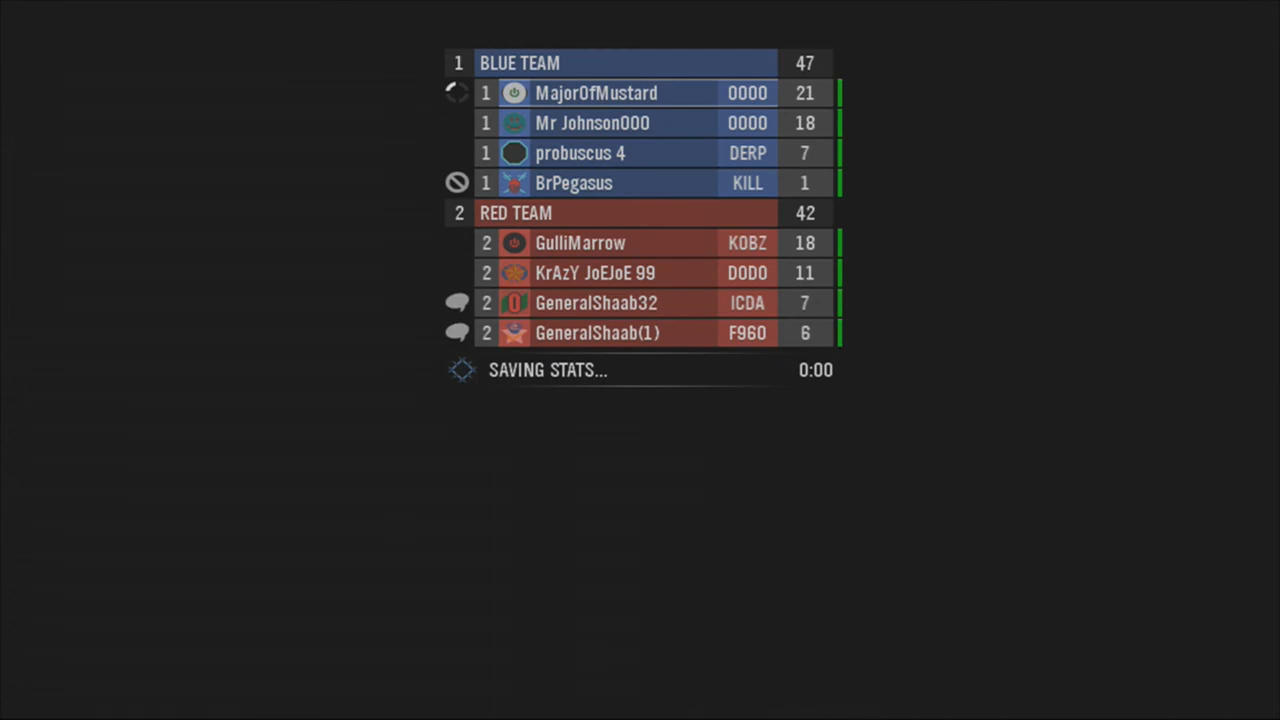 1 BLUE TEAM 47
1 MajorOfMustard 0000 21
1 Mr Johnson000 0000 18
1 probuscus 4 DERP 7
1 BrPegasus KILL 1
2 RED TEAM 42
2 GulliMarrow KOBZ 18
2 KrAzY JoEJoE 99 DODO 11
2 GeneralShaab32 ICDA 7
2 GeneralShaab(1) F960 6
SAVING STATS... 0:00